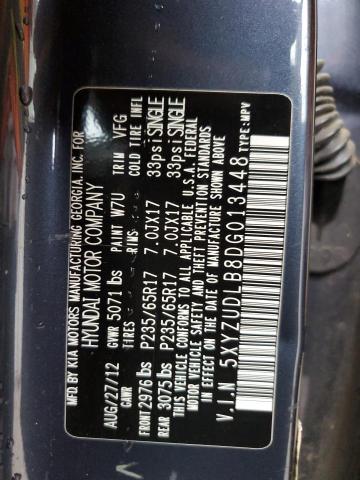 MFD.BY KIA MOTORS MANUFACTURING GEORGIA, INC. FOR
HYUNDAI MOTOR COMPANY
AUG/27/12 GVWR 5071 lbs PAINT W7U TRIM VFG
GAWR TIRES RIMS COLD TIRE INFL
FRONT 2976 lbs P235/65R17 7.0JX17 33psi SINGLE
REAR 3075 lbs P235/65R17 7.0JX17 33psi SINGLE
THIS VEHICLE CONFORMS TO ALL APPLICABLE U.S.A. FEDERAL
MOTOR VEHICLE SAFETY AND THEFT PREVENTION STANDARDS
IN EFFECT ON THE DATE OF MANUFACTURE SHOWN ABOVE.
V.I.N 5XYZUDLB8DG013448 TYPE:MPV